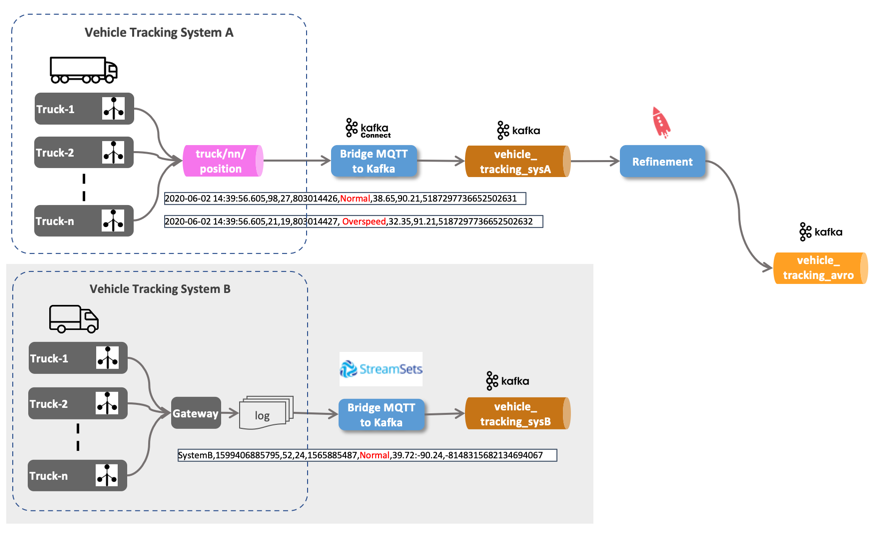 Vehicle Tracking System A
Truck-1
Truck-2
Truck-n
truck/nn/
position
kafka
Connect
Bridge MQTT
to Kafka
kafka
vehicle_
tracking_sysA
Refinement
2020-06-02 14:39:56.605,98,27,803014426,Normal,38.65,90.21,5187297736652502631
2020-06-02 14:39:56.605,21,19,803014427, Overspeed,32.35,91.21,5187297736652502632
kafka
vehicle_
tracking_avro
Vehicle Tracking System B
Truck-1
Truck-2
Truck-n
Gateway
log
StreamSets
Bridge MQTT
to Kafka
kafka
vehicle_
tracking_sysB
SystemB,1599406885795,52,24,1565885487,Normal,39.72:-90.24,-8148315682134694067